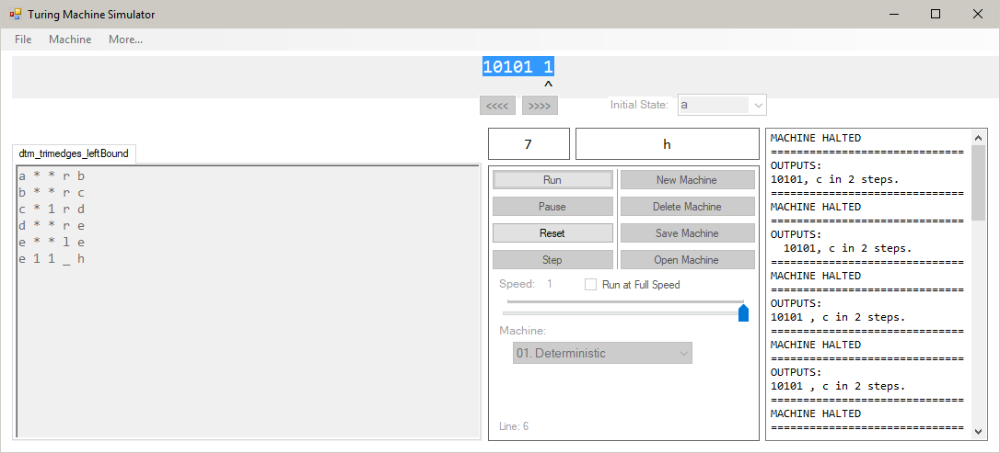 Turing Machine Simulator
File Machine More...
10101 1
^
<<<< >>>> Initial State: a
dtm_trimedges_leftBound
a * * r b
b * * r c
c * 1 r d
d * * r e
e * * l e
e 1 1 _ h
7 h
Run New Machine
Pause Delete Machine
Reset Save Machine
Step Open Machine
Speed: 1 Run at Full Speed
Machine:
01. Deterministic
Line: 6
MACHINE HALTED
==============================
OUTPUTS:
10101, c in 2 steps.
==============================
MACHINE HALTED
==============================
OUTPUTS:
  10101, c in 2 steps.
==============================
MACHINE HALTED
==============================
OUTPUTS:
10101 , c in 2 steps.
==============================
MACHINE HALTED
==============================
OUTPUTS:
10101 , c in 2 steps.
==============================
MACHINE HALTED
==============================